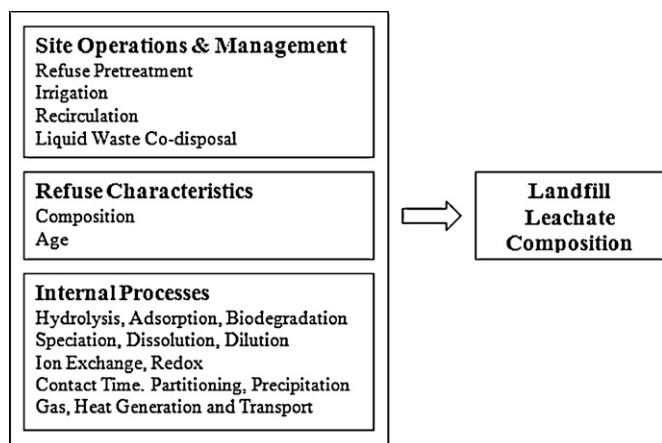 Site Operations & Management
Refuse Pretreatment
Irrigation
Recirculation
Liquid Waste Co-disposal
Refuse Characteristics
Composition
Age
Internal Processes
Hydrolysis, Adsorption, Biodegradation
Speciation, Dissolution, Dilution
Ion Exchange, Redox
Contact Time. Partitioning, Precipitation
Gas, Heat Generation and Transport
Landfill
Leachate
Composition